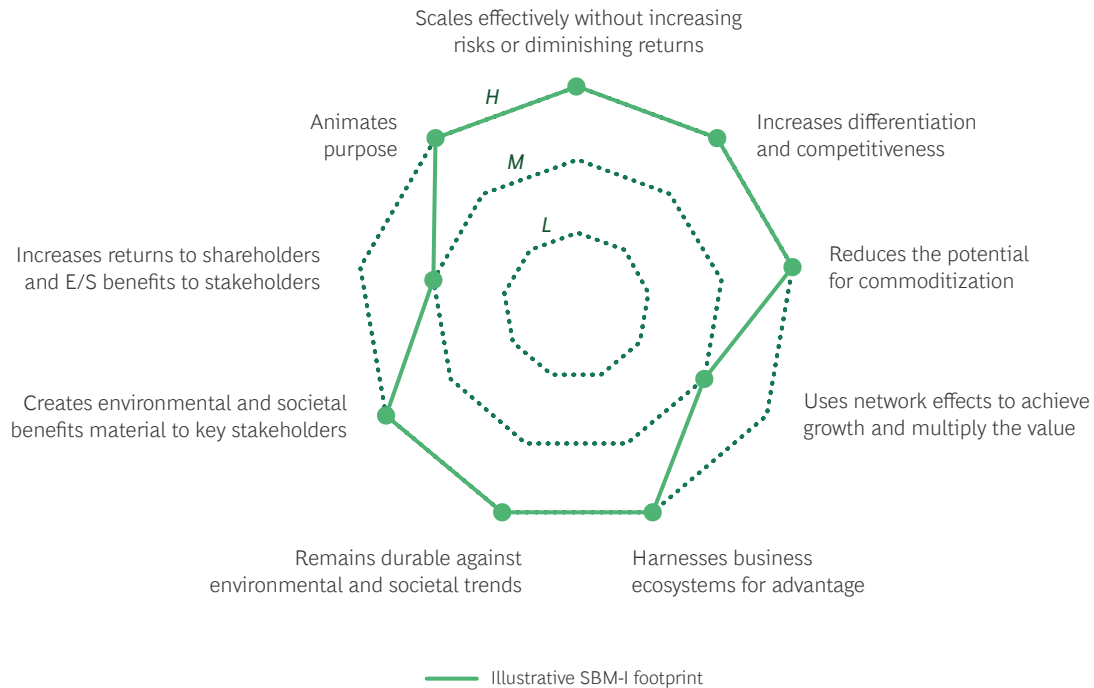 Scales effectively without increasing
risks or diminishing returns
H
Animates
purpose
Increases differentiation
and competitiveness
M
L
Increases returns to shareholders
and E/S benefits to stakeholders
Reduces the potential
for commoditization
Creates environmental and societal
benefits material to key stakeholders
Uses network effects to achieve
growth and multiply the value
Remains durable against
environmental and societal trends
Harnesses business
ecosystems for advantage
Illustrative SBM-I footprint